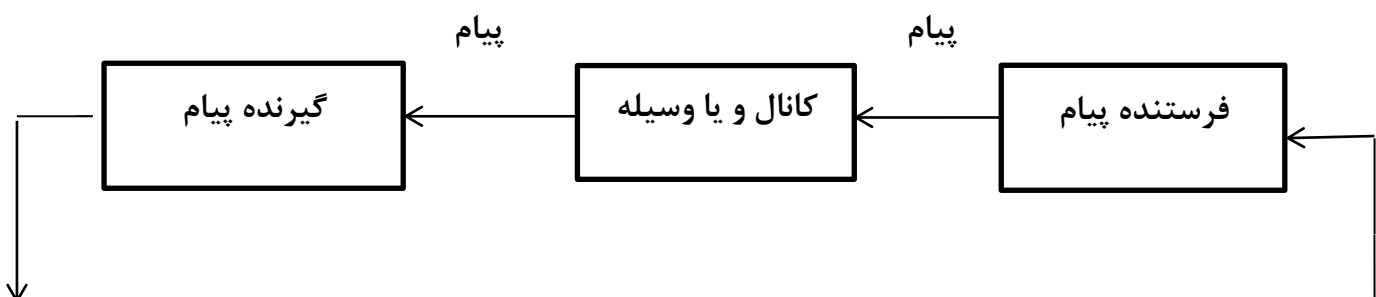 پیام
پیام
فرستنده پیام
کانال و یا وسیله
گیرنده پیام